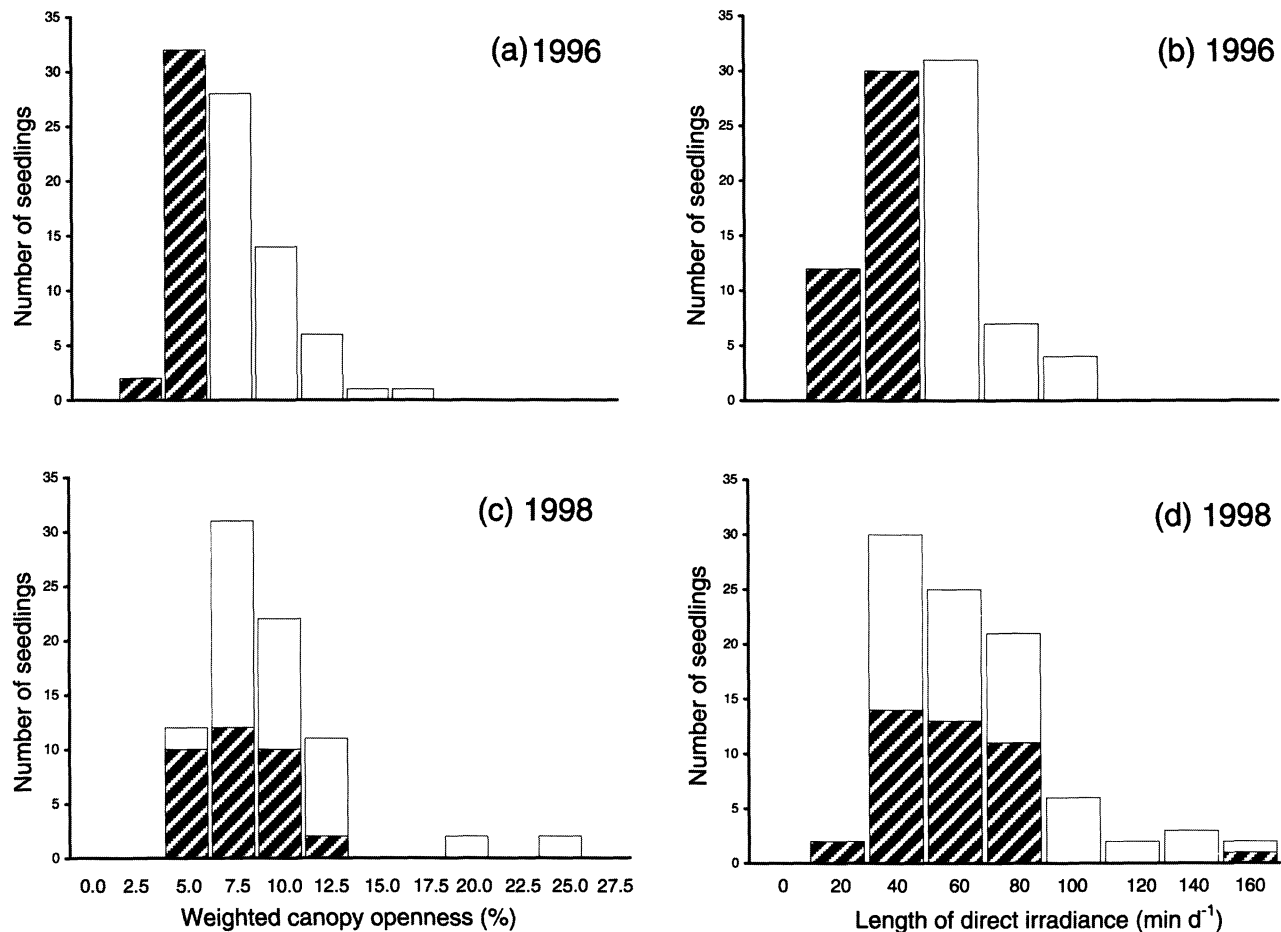 (a) 1996
35
30
25
20
15
10
5
0
Number of seedlings
(b) 1996
35
30
25
20
15
10
5
0
Number of seedlings
(c) 1998
35
30
25
20
15
10
5
0
Number of seedlings
0.0 2.5 5.0 7.5 10.0 12.5 15.0 17.5 20.0 22.5 25.0 27.5
Weighted canopy openness (%)
(d) 1998
35
30
25
20
15
10
5
0
Number of seedlings
0 20 40 60 80 100 120 140 160
Length of direct irradiance (min d⁻¹)